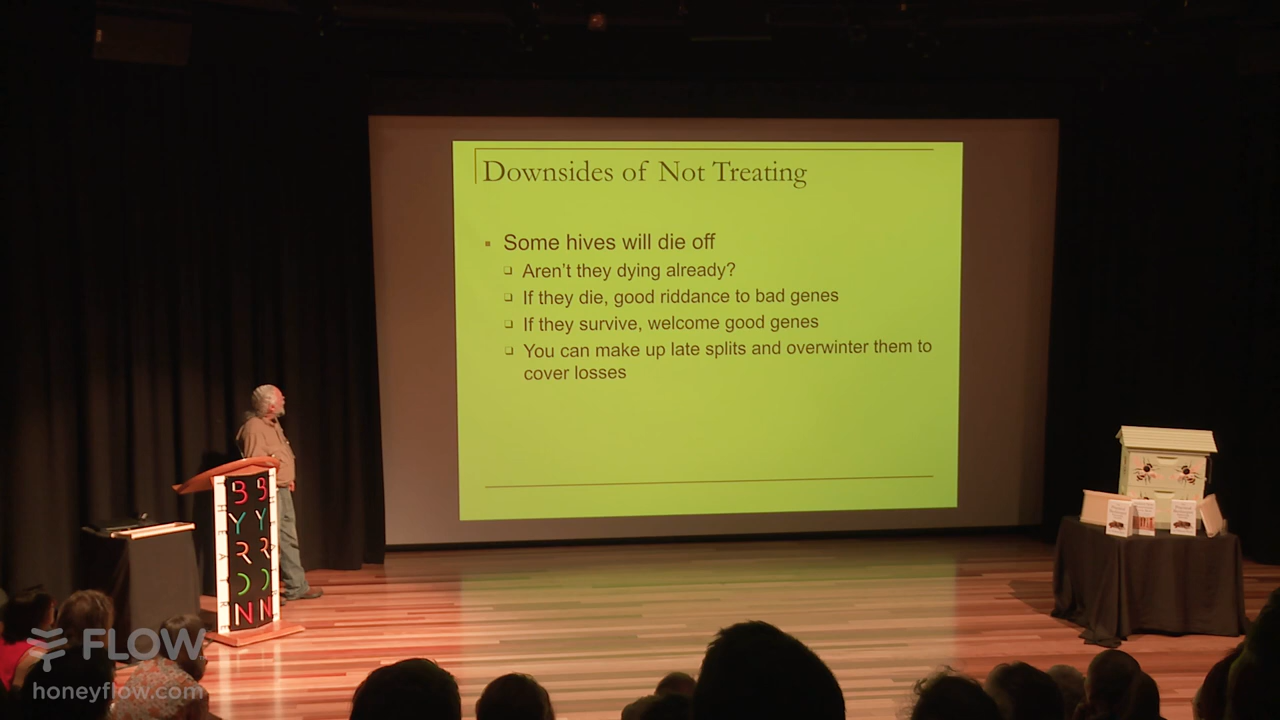 Downsides of Not Treating
Some hives will die off
Aren't they dying already?
If they die, good riddance to bad genes
If they survive, welcome good genes
You can make up late splits and overwinter them to
cover losses
BYRON
BYRON
THEATRE
FLOW
honeyflow.com